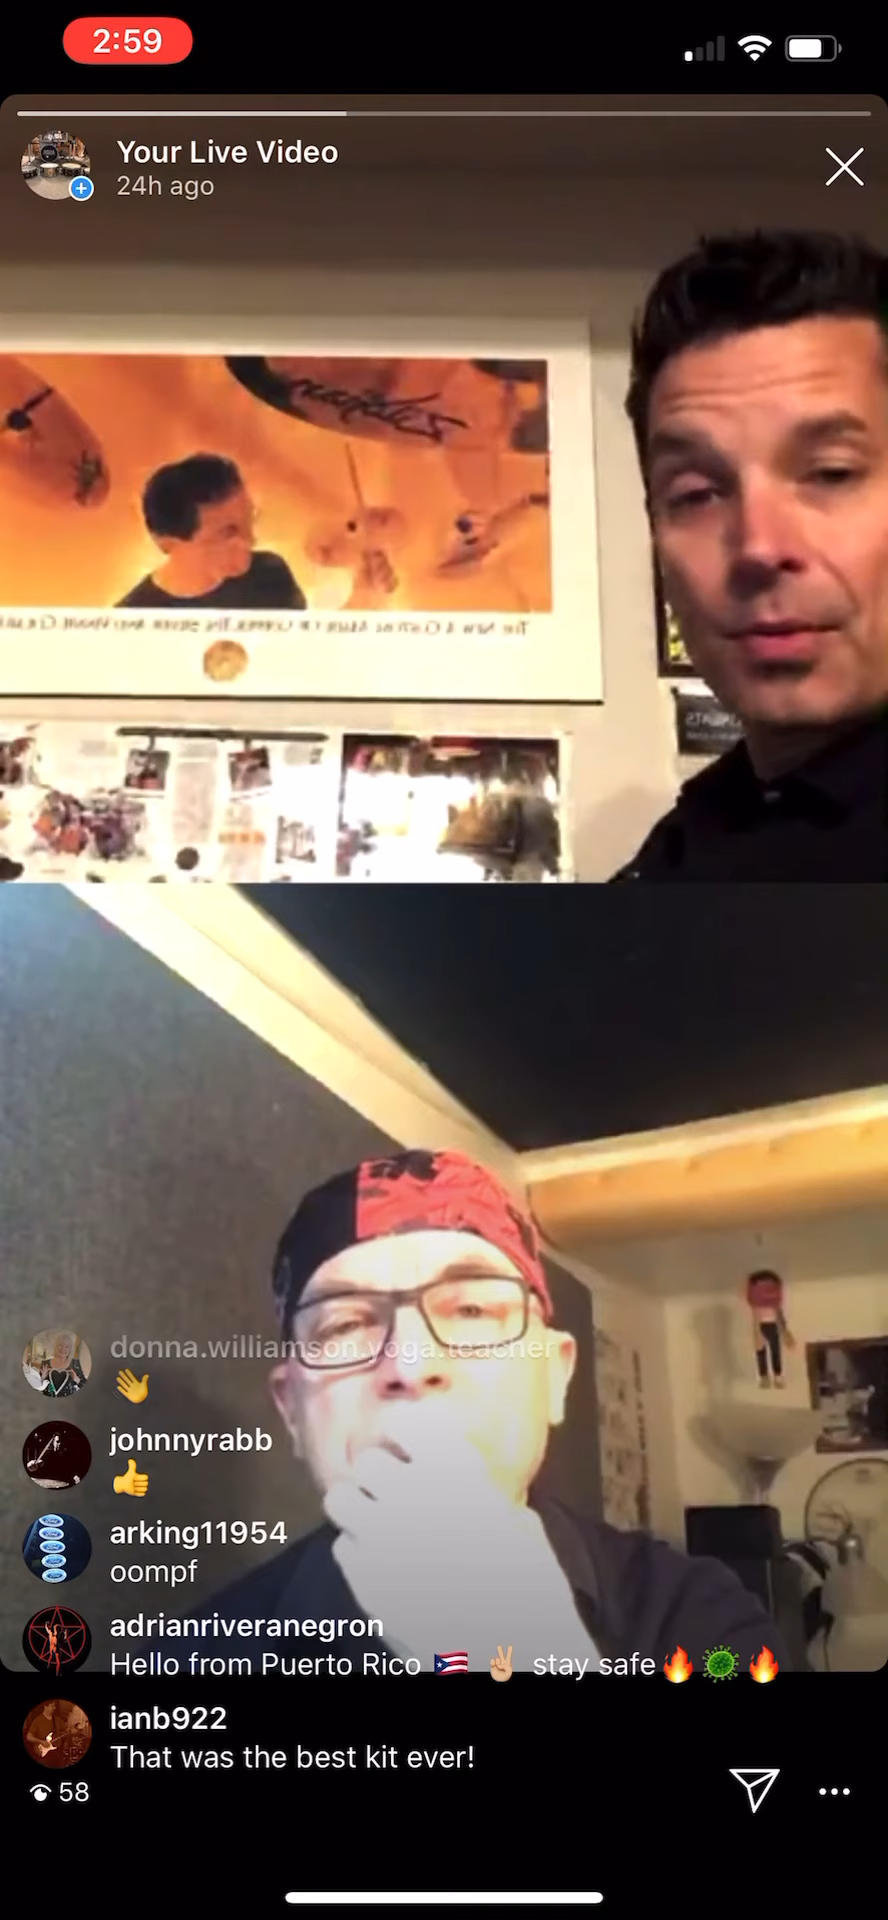 2:59
Your Live Video
24h ago
donna.williamson.yoga.teacher
👋
johnnyrabb
👍
arking11954
oompf
adrianriveranegron
Hello from Puerto Rico 🇵🇷 ✌🏼 stay safe🔥🦠🔥
ianb922
That was the best kit ever!
58